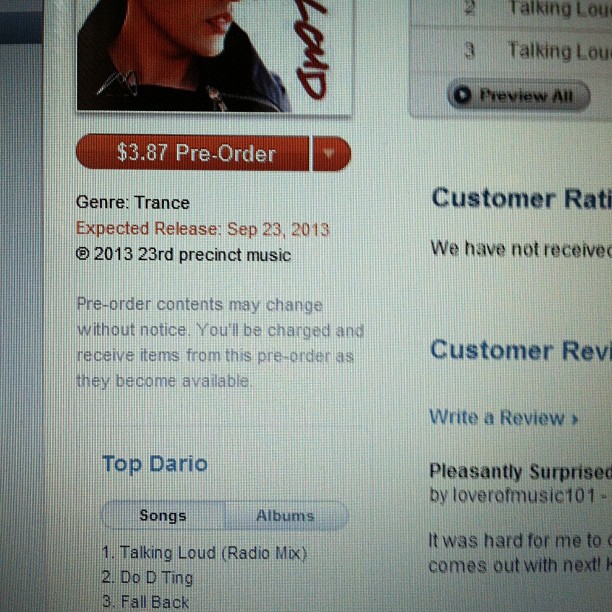 LOUD
$3.87 Pre-Order
Genre: Trance
Expected Release: Sep 23, 2013
℗ 2013 23rd precinct music
Pre-order contents may change
without notice. You'll be charged and
receive items from this pre-order as
they become available.
Top Dario
Songs Albums
1. Talking Loud (Radio Mix)
2. Do D Ting
3. Fall Back
2 Talking Lou
3 Talking Lou
Preview All
Customer Rati
We have not received
Customer Revi
Write a Review ›
Pleasantly Surprised
by loverofmusic101 -
It was hard for me to
comes out with next!